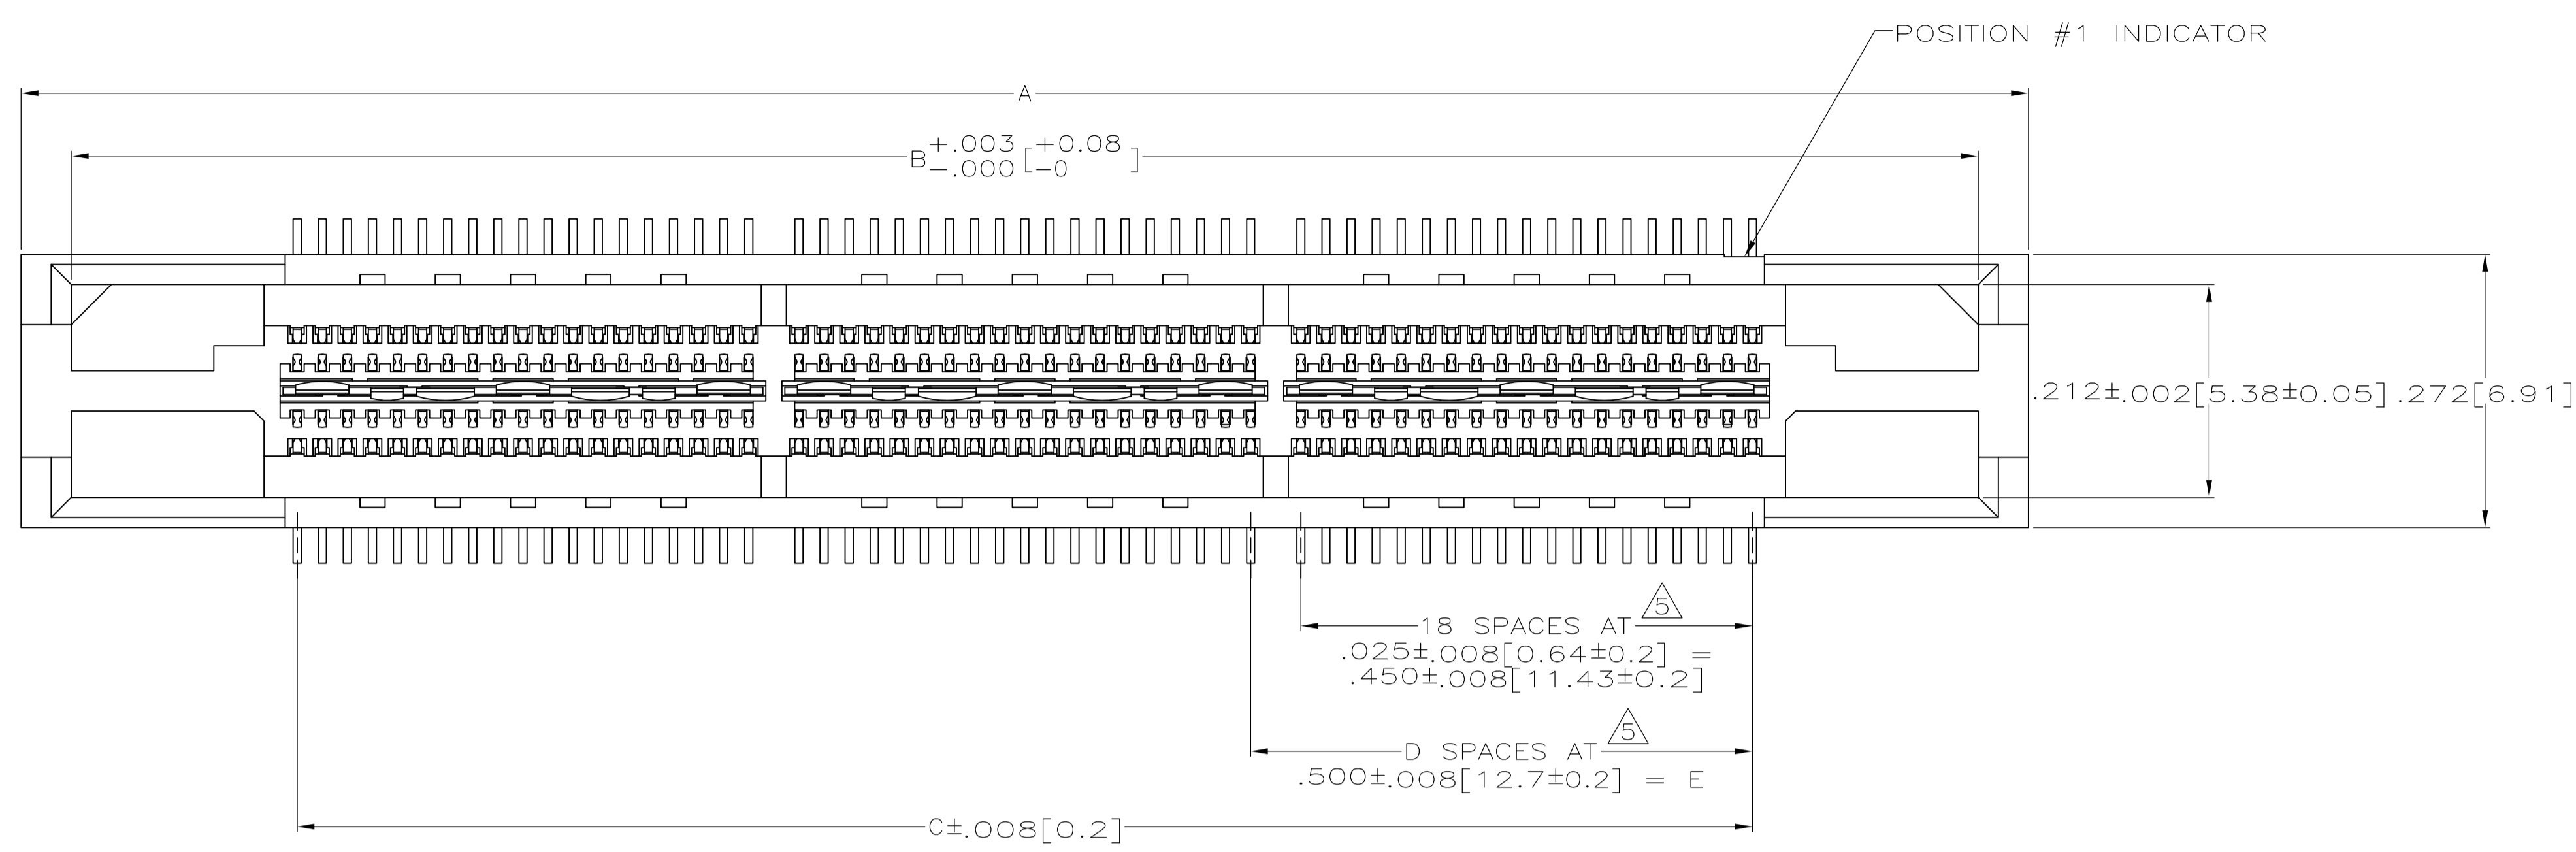 POSITION #1 INDICATOR
A
B +.003 [+0.08 ]
-.000 [-0 ]
.212±.002[5.38±0.05]
.272[6.91]
5
18 SPACES AT
.025±.008[0.64±0.2] =
.450±.008[11.43±0.2]
5
D SPACES AT
.500±.008[12.7±0.2] = E
C±.008[0.2]